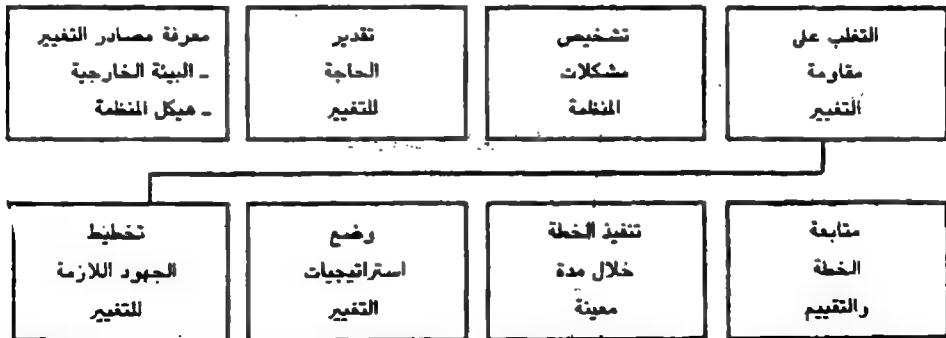 معرفة مصادر التغيير
ـ البيئة الخارجية
ـ هيكل المنظمة
تقدير
الحاجة
للتغيير
تشخيص
مشكلات
المنظمة
التغلب على
مقاومة
التغيير
تخطيط
الجهود اللازمة
للتغيير
وضع
استراتيجيات
التغيير
تنفيذ الخطة
خلال مدة
معينة
متابعة
الخطة
والتقييم